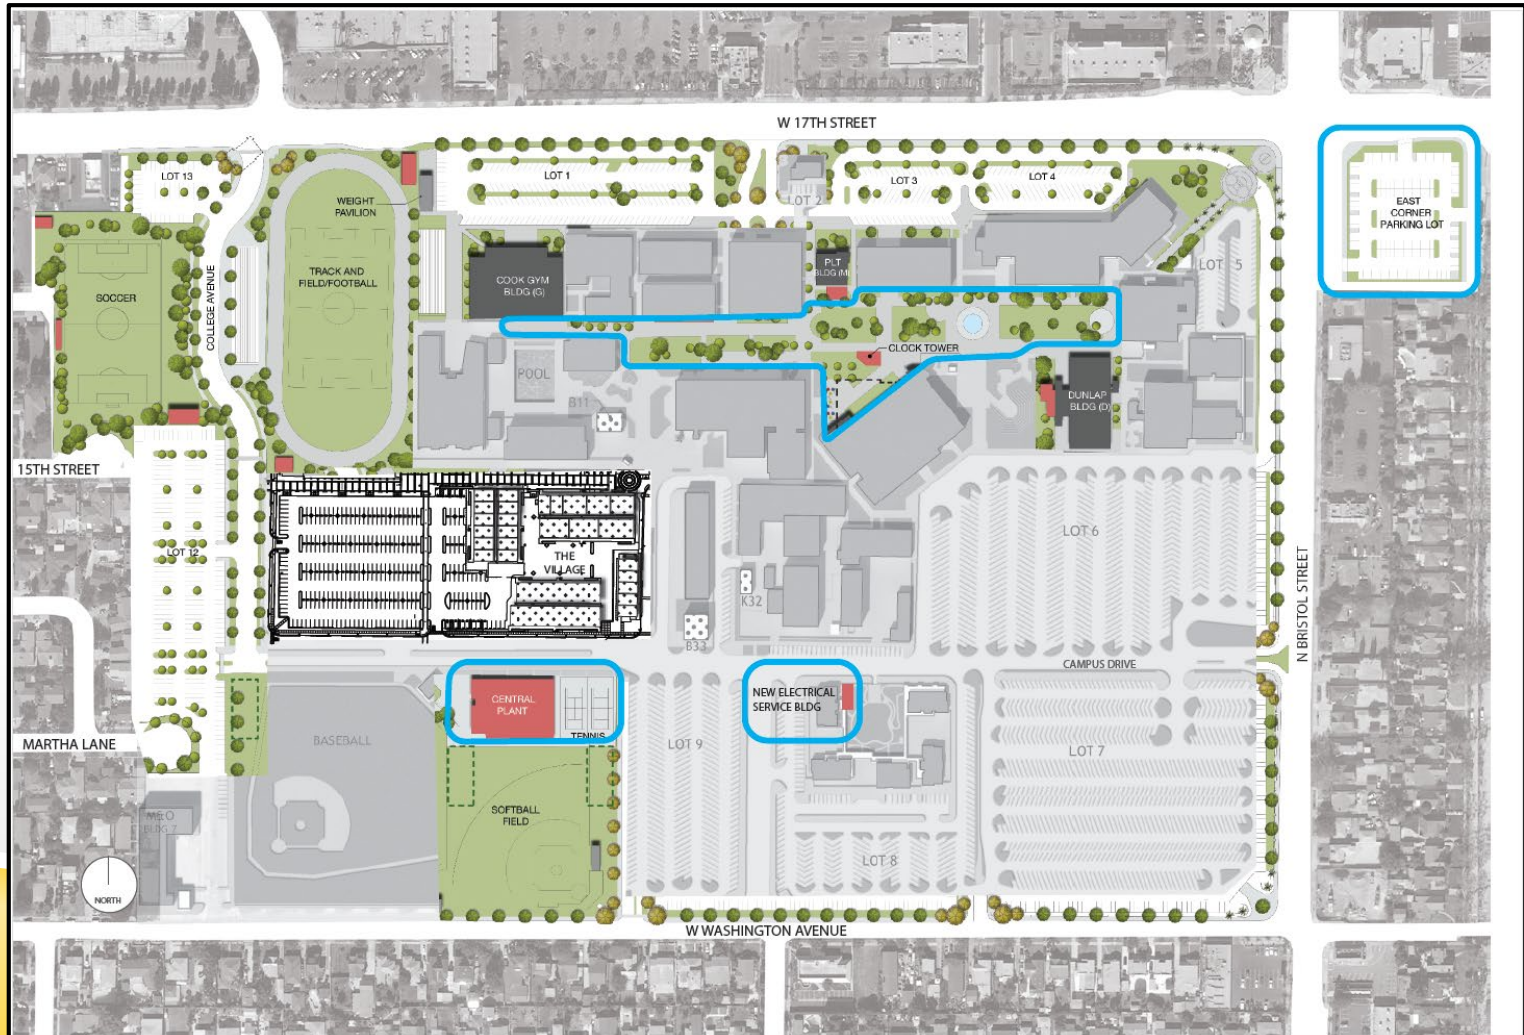 W 17TH STREET
LOT 13
LOT 1
LOT 3
LOT 4
LOT 2
WEIGHT
PAVILION
EAST
CORNER
PARKING LOT
TRACK AND
FIELD/FOOTBALL
COOK GYM
BLDG (G)
PLT
BLDG (M)
LOT 5
SOCCER
COLLEGE AVENUE
CLOCK TOWER
POOL
B11
DUNLAP
BLDG (D)
15TH STREET
LOT 12
THE
VILLAGE
LOT 6
K32
B33
N BRISTOL STREET
CAMPUS DRIVE
CENTRAL
PLANT
TENNIS
NEW ELECTRICAL
SERVICE BLDG
MARTHA LANE
BASEBALL
LOT 9
LOT 7
SOFTBALL
FIELD
M&O
BLDG Z
LOT 8
NORTH
W WASHINGTON AVENUE